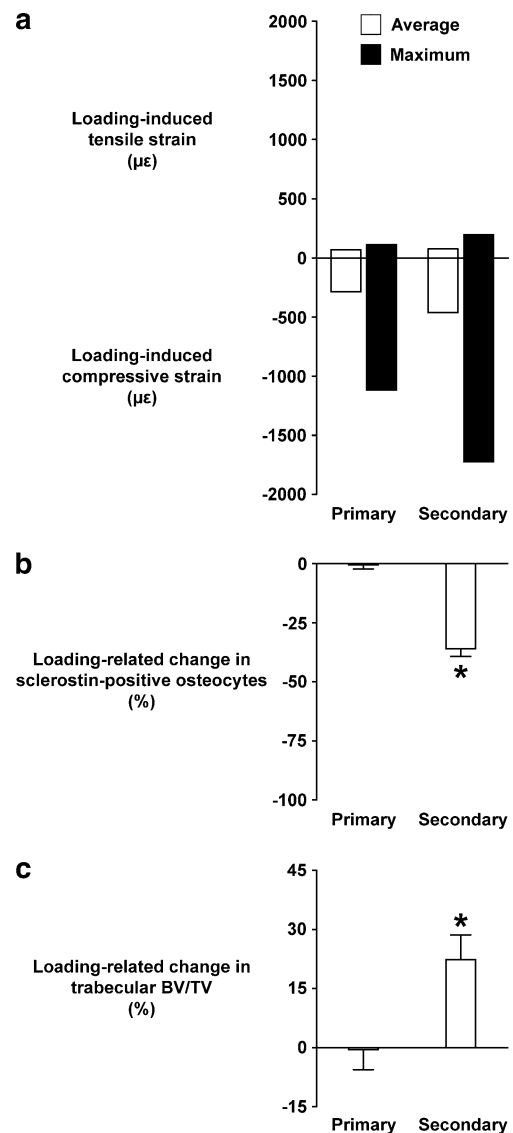 a
Average
Maximum
2000
1500
1000
500
0
-500
-1000
-1500
-2000
Loading-induced
tensile strain
(με)
Loading-induced
compressive strain
(με)
Primary
Secondary
b
0
-25
-50
-75
-100
Loading-related change in
sclerostin-positive osteocytes
(%)
*
Primary
Secondary
c
45
30
15
0
-15
Loading-related change in
trabecular BV/TV
(%)
*
Primary
Secondary